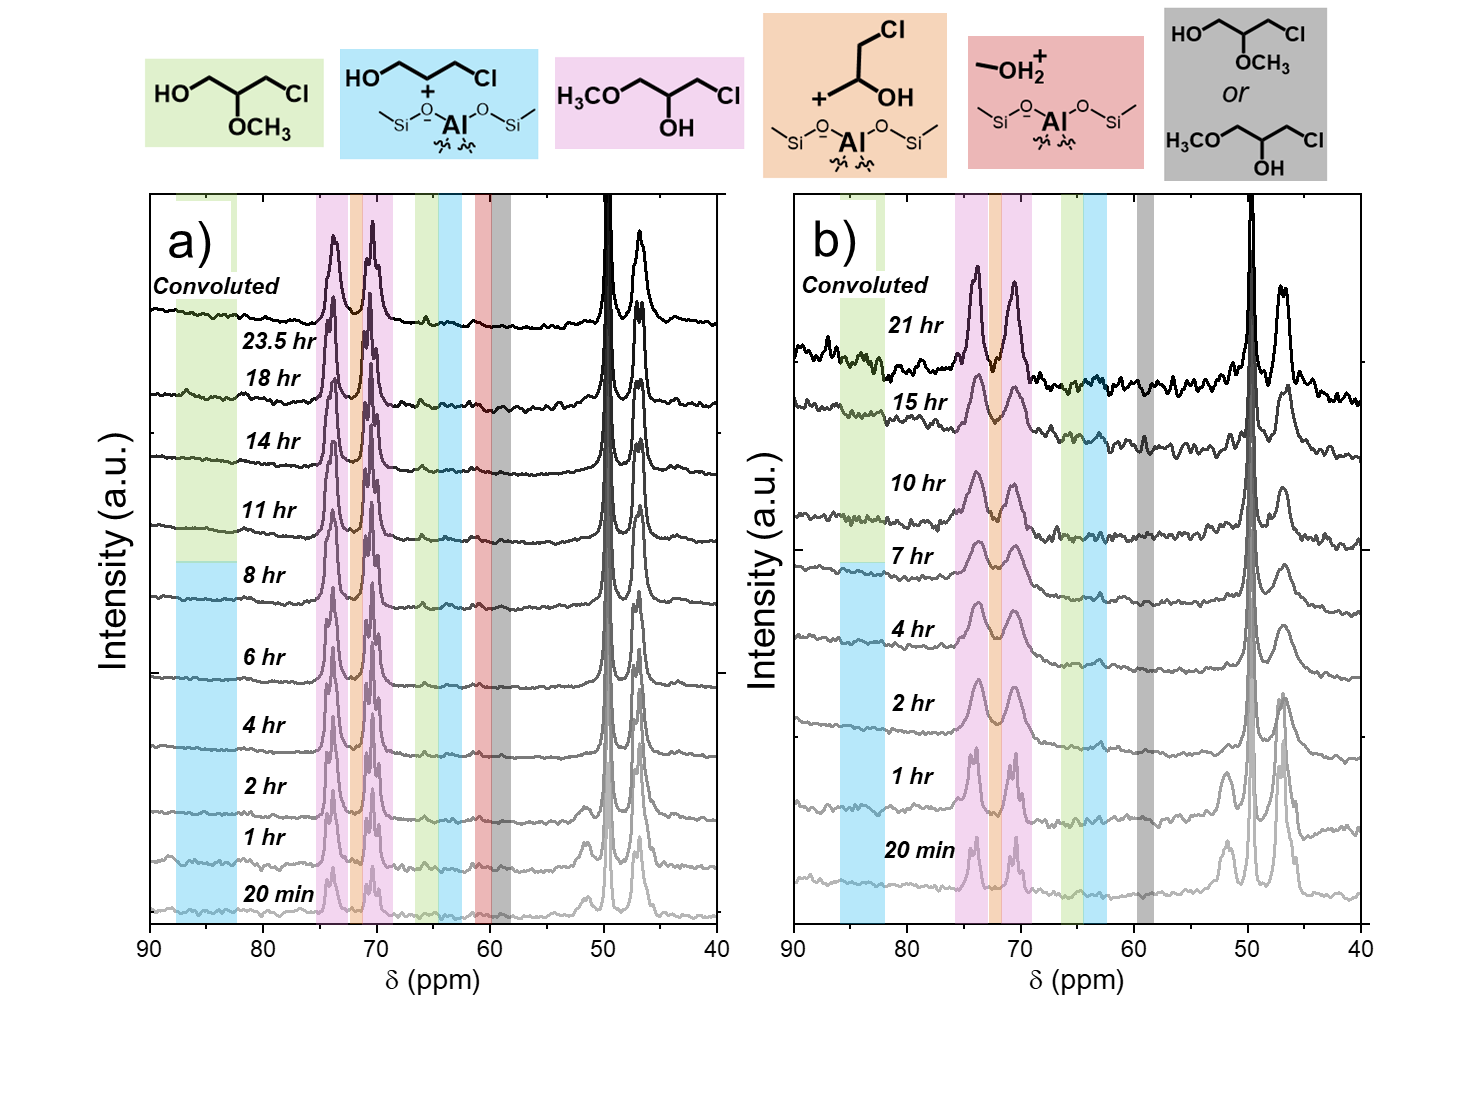 HO Cl
OCH3
HO Cl
+
Si O Al O Si
H3CO Cl
OH
Cl
+ OH
Si O Al O Si
OH2+
Si O Al O Si
HO Cl
OCH3
or
H3CO Cl
OH
a)
Convoluted
23.5 hr
18 hr
14 hr
11 hr
8 hr
6 hr
4 hr
2 hr
1 hr
20 min
Intensity (a.u.)
90 80 70 60 50 40
δ (ppm)
b)
Convoluted
21 hr
15 hr
10 hr
7 hr
4 hr
2 hr
1 hr
20 min
Intensity (a.u.)
90 80 70 60 50 40
δ (ppm)